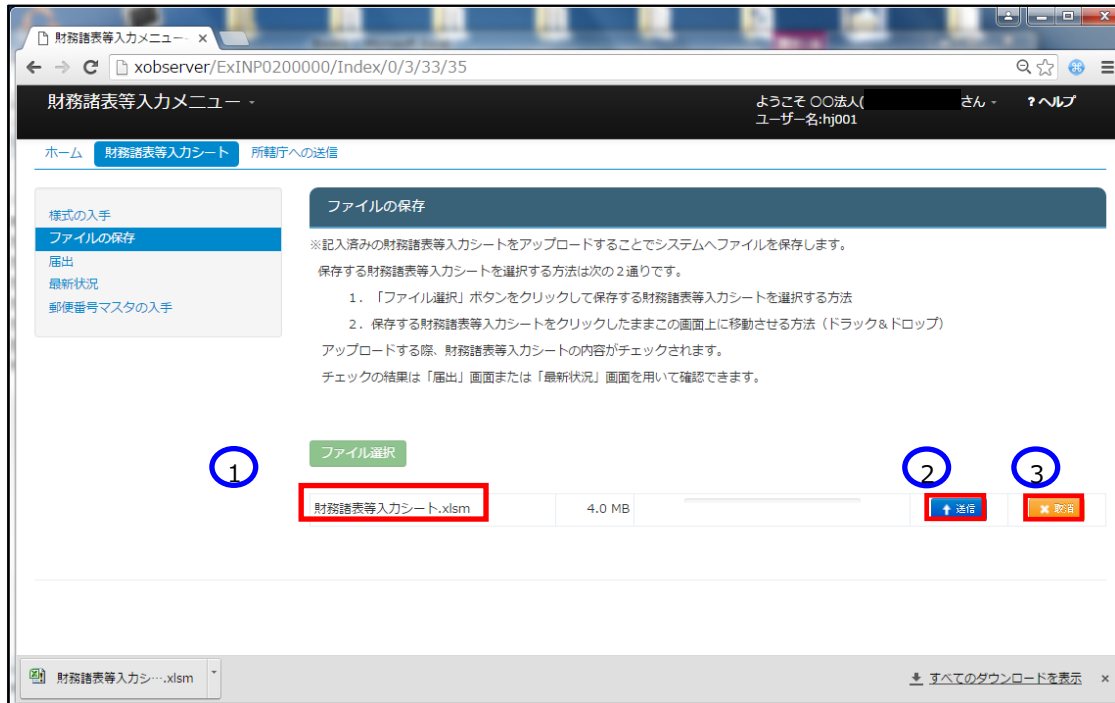 財務諸表等入力メニュー - ×
xobserver/ExINP0200000/Index/0/3/33/35
財務諸表等入力メニュー
ようこそ 〇〇法人(
さん
?ヘルプ
ユーザー名:hj001
ホーム
財務諸表等入力シート
所轄庁への送信
様式の入手
ファイルの保存
届出
最新状況
郵便番号マスタの入手
ファイルの保存
※記入済みの財務諸表等入力シートをアップロードすることでシステムへファイルを保存します。
保存する財務諸表等入力シートを選択する方法は次の2通りです。
1. 「ファイル選択」ボタンをクリックして保存する財務諸表等入力シートを選択する方法
2. 保存する財務諸表等入力シートをクリックしたままこの画面上に移動させる方法(ドラック&ドロップ)
アップロードする際、財務諸表等入力シートの内容がチェックされます。
チェックの結果は「届出」画面または「最新状況」画面を用いて確認できます。
ファイル選択
1
2
3
財務諸表等入力シート.xlsm
4.0 MB
送信
取消
財務諸表等入力シ….xlsm
すべてのダウンロードを表示 ×